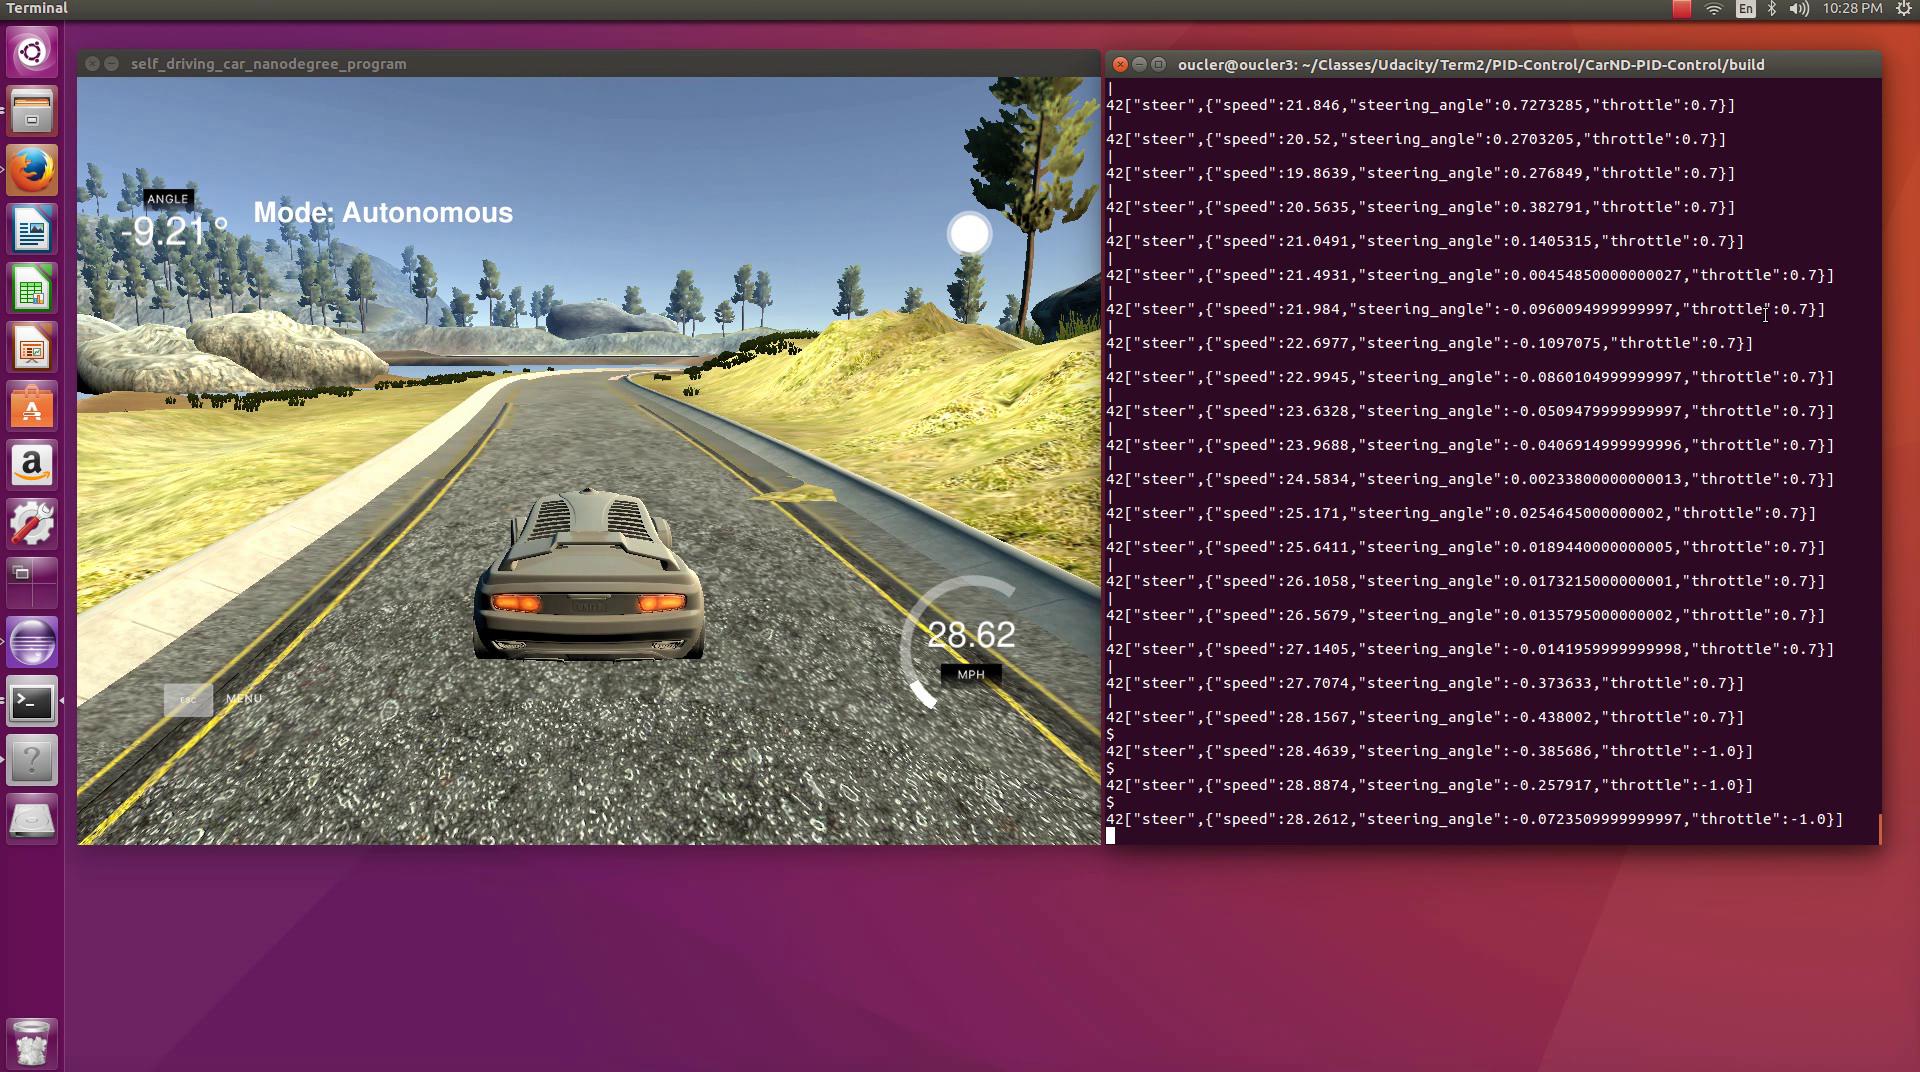 Terminal
En
10:28 PM
self_driving_car_nanodegree_program
ANGLE
-9.21°
Mode: Autonomous
28.62
MPH
ESC
MENU
a
oucler@oucler3: ~/Classes/Udacity/Term2/PID-Control/CarND-PID-Control/build
|
42["steer",{"speed":21.846,"steering_angle":0.7273285,"throttle":0.7}]
|
42["steer",{"speed":20.52,"steering_angle":0.2703205,"throttle":0.7}]
|
42["steer",{"speed":19.8639,"steering_angle":0.276849,"throttle":0.7}]
|
42["steer",{"speed":20.5635,"steering_angle":0.382791,"throttle":0.7}]
|
42["steer",{"speed":21.0491,"steering_angle":0.1405315,"throttle":0.7}]
|
42["steer",{"speed":21.4931,"steering_angle":0.00454850000000027,"throttle":0.7}]
|
42["steer",{"speed":21.984,"steering_angle":-0.0960094999999997,"throttle":0.7}]
|
42["steer",{"speed":22.6977,"steering_angle":-0.1097075,"throttle":0.7}]
|
42["steer",{"speed":22.9945,"steering_angle":-0.0860104999999997,"throttle":0.7}]
|
42["steer",{"speed":23.6328,"steering_angle":-0.0509479999999997,"throttle":0.7}]
|
42["steer",{"speed":23.9688,"steering_angle":-0.0406914999999996,"throttle":0.7}]
|
42["steer",{"speed":24.5834,"steering_angle":0.00233800000000013,"throttle":0.7}]
|
42["steer",{"speed":25.171,"steering_angle":0.0254645000000002,"throttle":0.7}]
|
42["steer",{"speed":25.6411,"steering_angle":0.0189440000000005,"throttle":0.7}]
|
42["steer",{"speed":26.1058,"steering_angle":0.0173215000000001,"throttle":0.7}]
|
42["steer",{"speed":26.5679,"steering_angle":0.0135795000000002,"throttle":0.7}]
|
42["steer",{"speed":27.1405,"steering_angle":-0.0141959999999998,"throttle":0.7}]
|
42["steer",{"speed":27.7074,"steering_angle":-0.373633,"throttle":0.7}]
|
42["steer",{"speed":28.1567,"steering_angle":-0.438002,"throttle":0.7}]
$
42["steer",{"speed":28.4639,"steering_angle":-0.385686,"throttle":-1.0}]
$
42["steer",{"speed":28.8874,"steering_angle":-0.257917,"throttle":-1.0}]
$
42["steer",{"speed":28.2612,"steering_angle":-0.0723509999999997,"throttle":-1.0}]